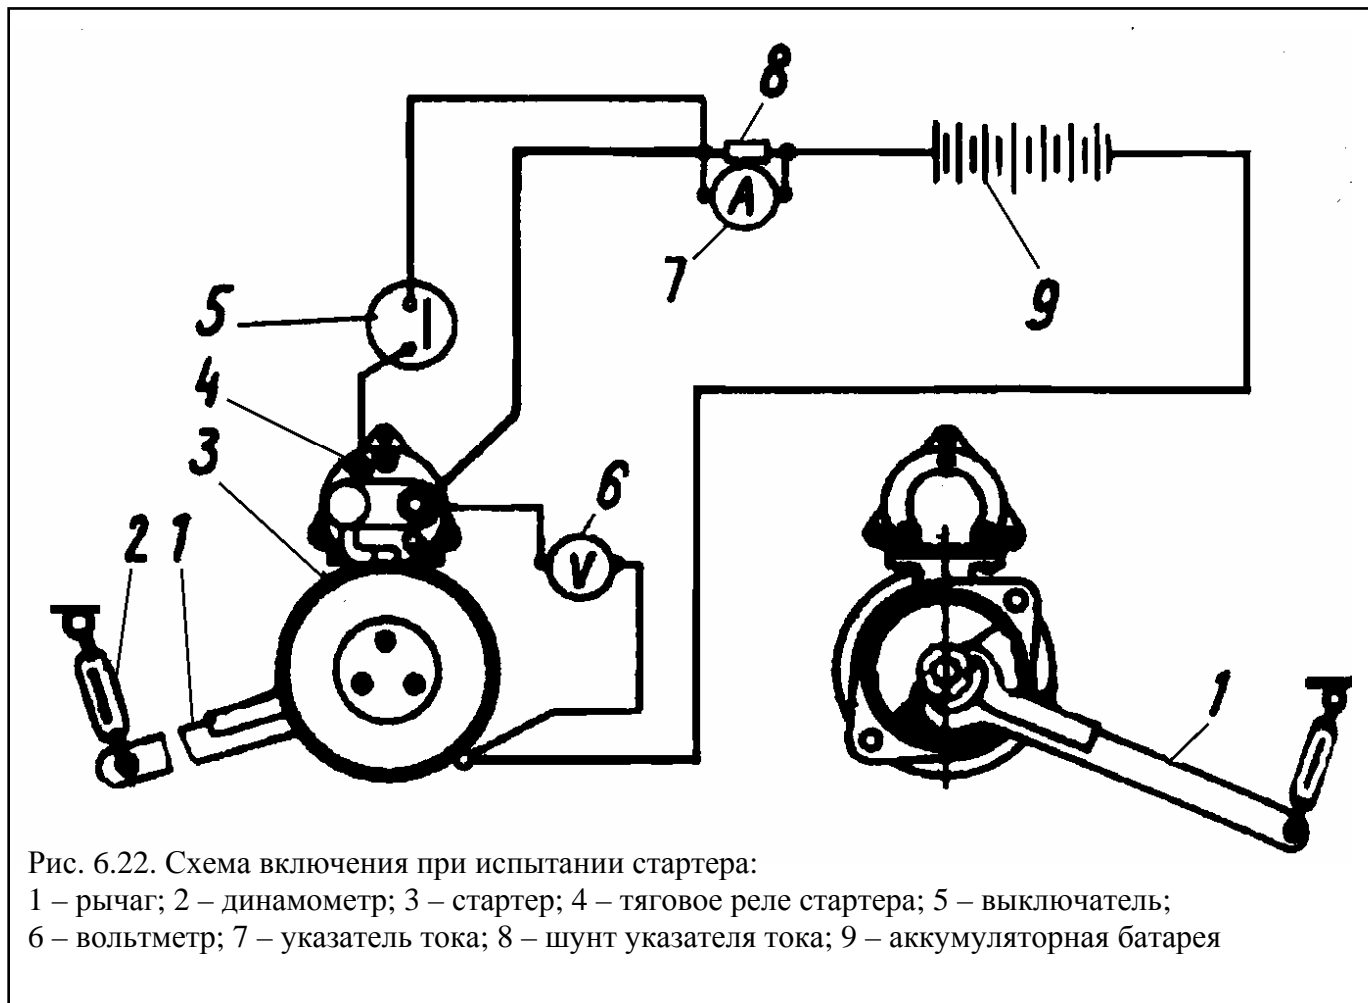 8
A
7
9
5
4
3
6
V
2 1
1
Рис. 6.22. Схема включения при испытании стартера:
1 – рычаг; 2 – динамометр; 3 – стартер; 4 – тяговое реле стартера; 5 – выключатель;
6 – вольтметр; 7 – указатель тока; 8 – шунт указателя тока; 9 – аккумуляторная батарея